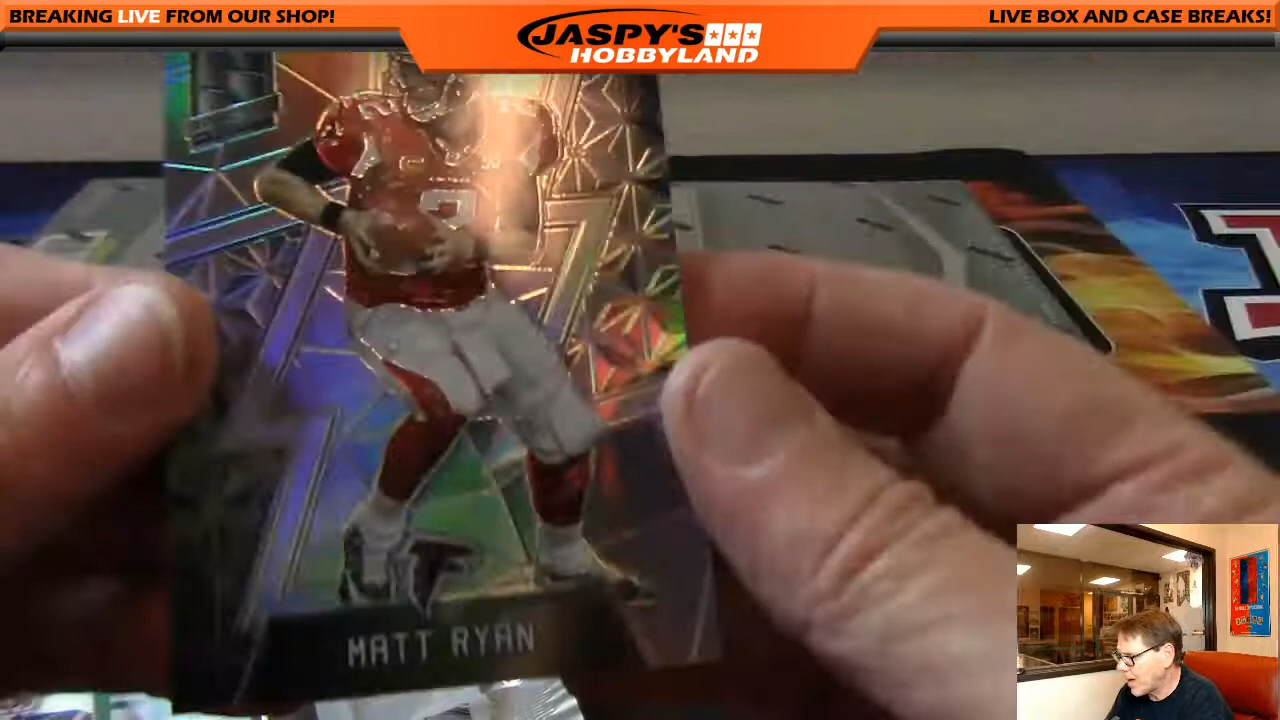 BREAKING LIVE FROM OUR SHOP!
JASPY'S
HOBBYLAND
LIVE BOX AND CASE BREAKS!
MATT RYAN